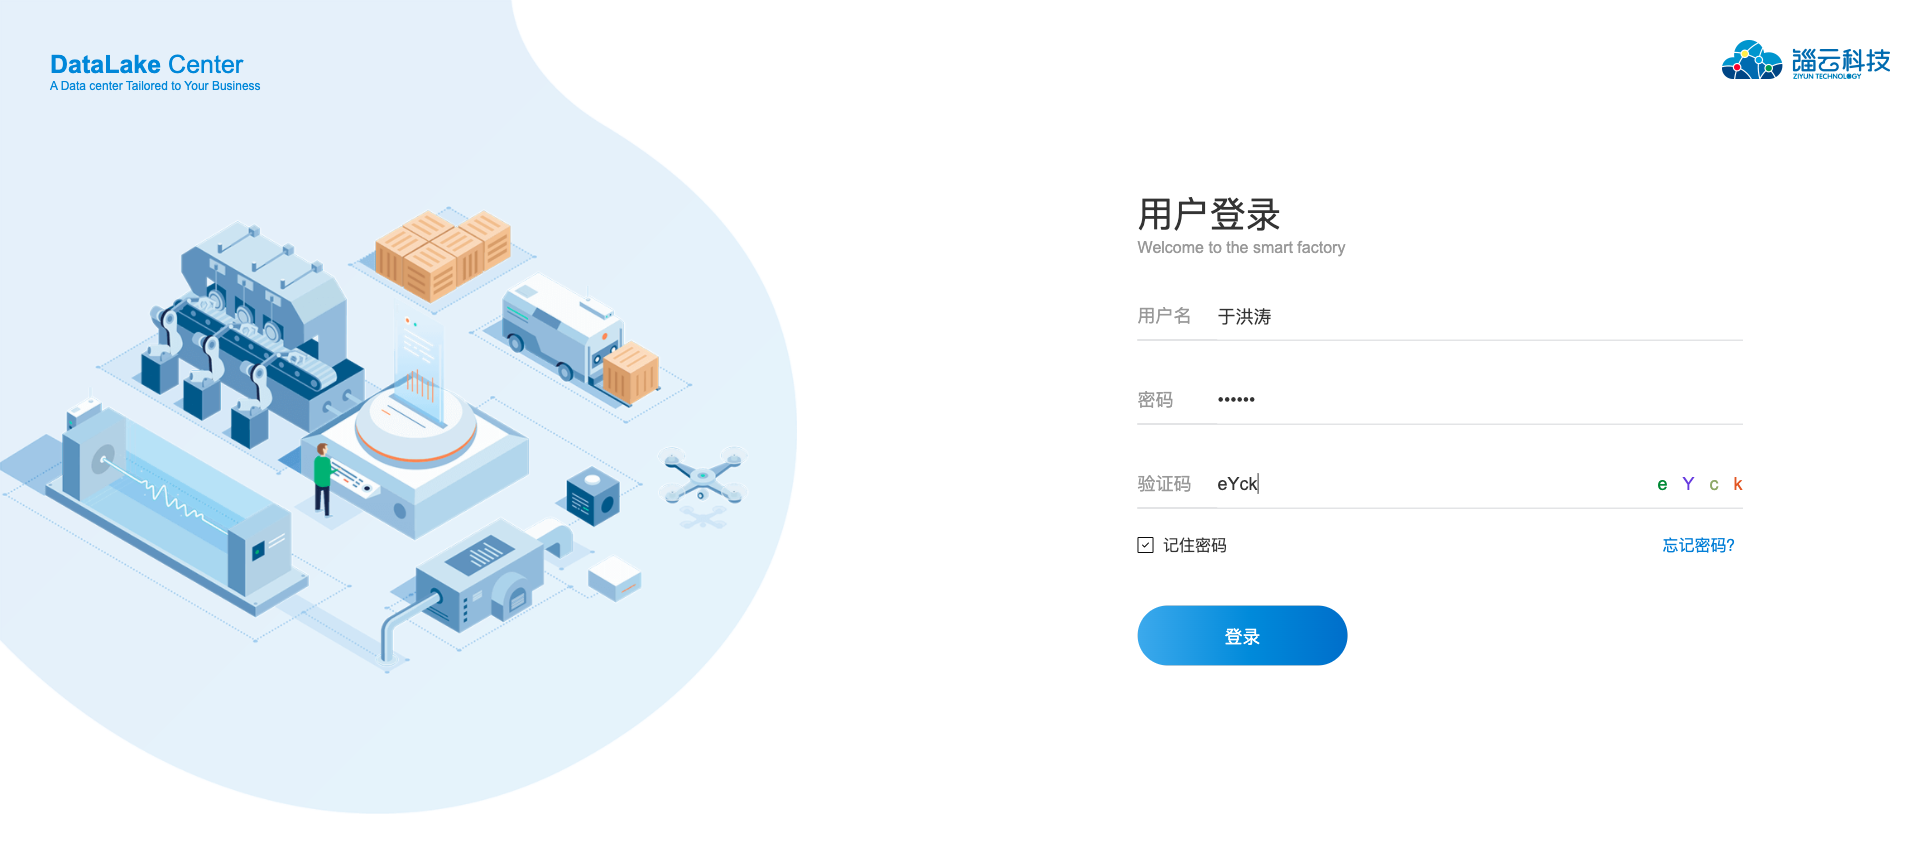 DataLake Center
A Data center Tailored to Your Business
淄云科技
ZIYUN TECHNOLOGY
用户登录
Welcome to the smart factory
用户名 于洪涛
密码 ••••••
验证码 eYck e Y c k
记住密码 忘记密码?
登录